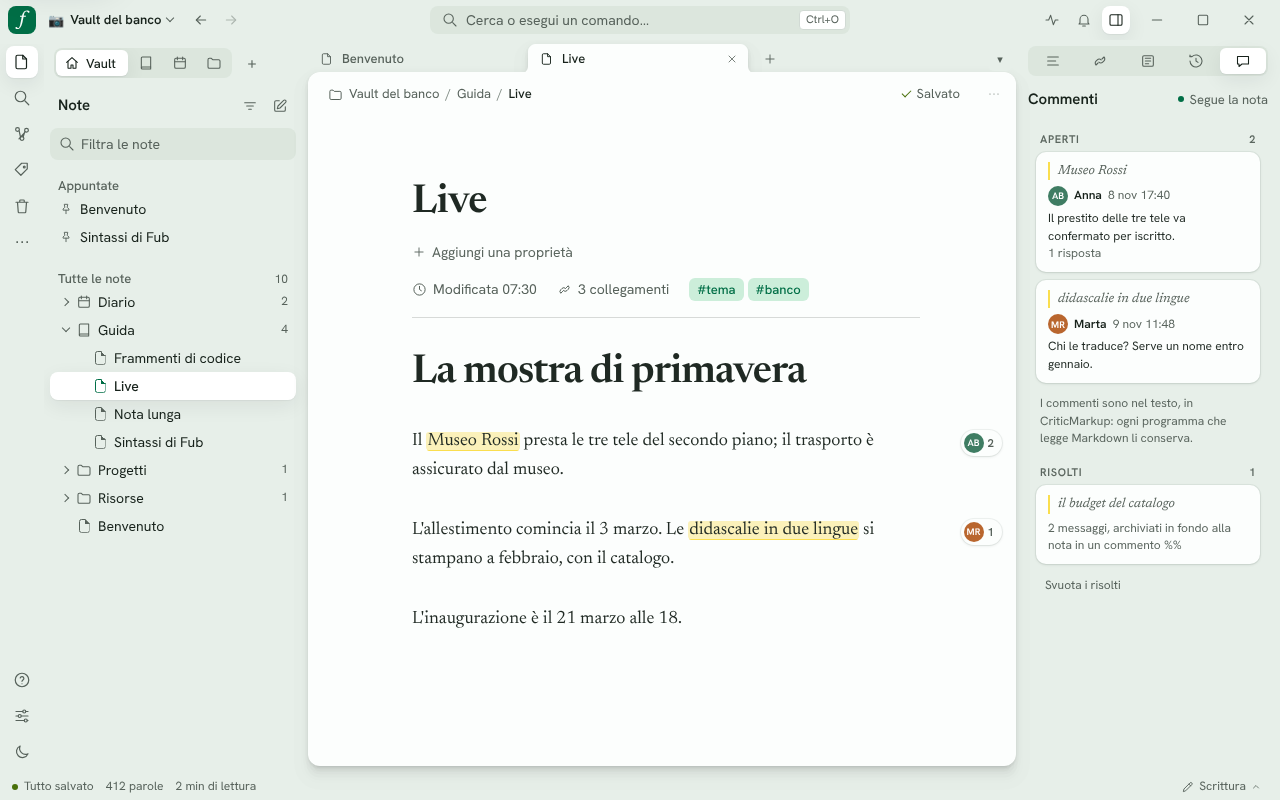 Vault del banco
Cerca o esegui un comando…
Ctrl+O
Vault
Note
Filtra le note
Appuntate
Benvenuto
Sintassi di Fub
Tutte le note 10
Diario 2
Guida 4
Frammenti di codice
Live
Nota lunga
Sintassi di Fub
Progetti 1
Risorse 1
Benvenuto
Benvenuto
Live
Vault del banco / Guida / Live
Salvato
Live
Aggiungi una proprietà
Modificata 07:30
3 collegamenti
#tema
#banco
La mostra di primavera
Il Museo Rossi presta le tre tele del secondo piano; il trasporto è
assicurato dal museo.
AB 2
L'allestimento comincia il 3 marzo. Le didascalie in due lingue si
stampano a febbraio, con il catalogo.
MR 1
L'inaugurazione è il 21 marzo alle 18.
Commenti
Segue la nota
APERTI 2
Museo Rossi
AB Anna 8 nov 17:40
Il prestito delle tre tele va
confermato per iscritto.
1 risposta
didascalie in due lingue
MR Marta 9 nov 11:48
Chi le traduce? Serve un nome entro
gennaio.
I commenti sono nel testo, in
CriticMarkup: ogni programma che
legge Markdown li conserva.
RISOLTI 1
il budget del catalogo
2 messaggi, archiviati in fondo alla
nota in un commento %%
Svuota i risolti
Tutto salvato
412 parole
2 min di lettura
Scrittura